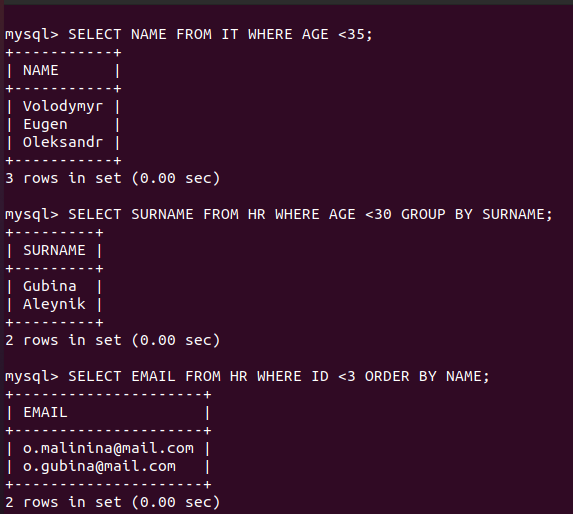 mysql> SELECT NAME FROM IT WHERE AGE <35;
+-----------+
| NAME      |
+-----------+
| Volodymyr |
| Eugen     |
| Oleksandr |
+-----------+
3 rows in set (0.00 sec)

mysql> SELECT SURNAME FROM HR WHERE AGE <30 GROUP BY SURNAME;
+---------+
| SURNAME |
+---------+
| Gubina  |
| Aleynik |
+---------+
2 rows in set (0.00 sec)

mysql> SELECT EMAIL FROM HR WHERE ID <3 ORDER BY NAME;
+---------------------+
| EMAIL               |
+---------------------+
| o.malinina@mail.com |
| o.gubina@mail.com   |
+---------------------+
2 rows in set (0.00 sec)